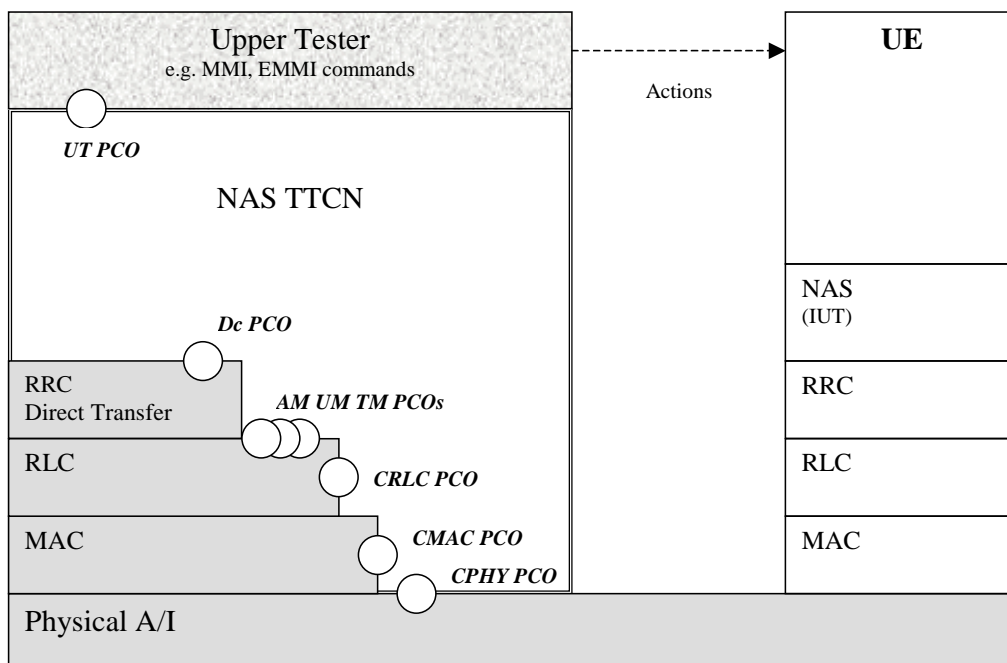 Upper Tester
e.g. MMI, EMMI commands
UE
Actions
UT PCO
NAS TTCN
NAS
(IUT)
Dc PCO
RRC
Direct Transfer
AM UM TM PCOs
RRC
RLC
CRLC PCO
RLC
MAC
CMAC PCO
MAC
CPHY PCO
Physical A/I